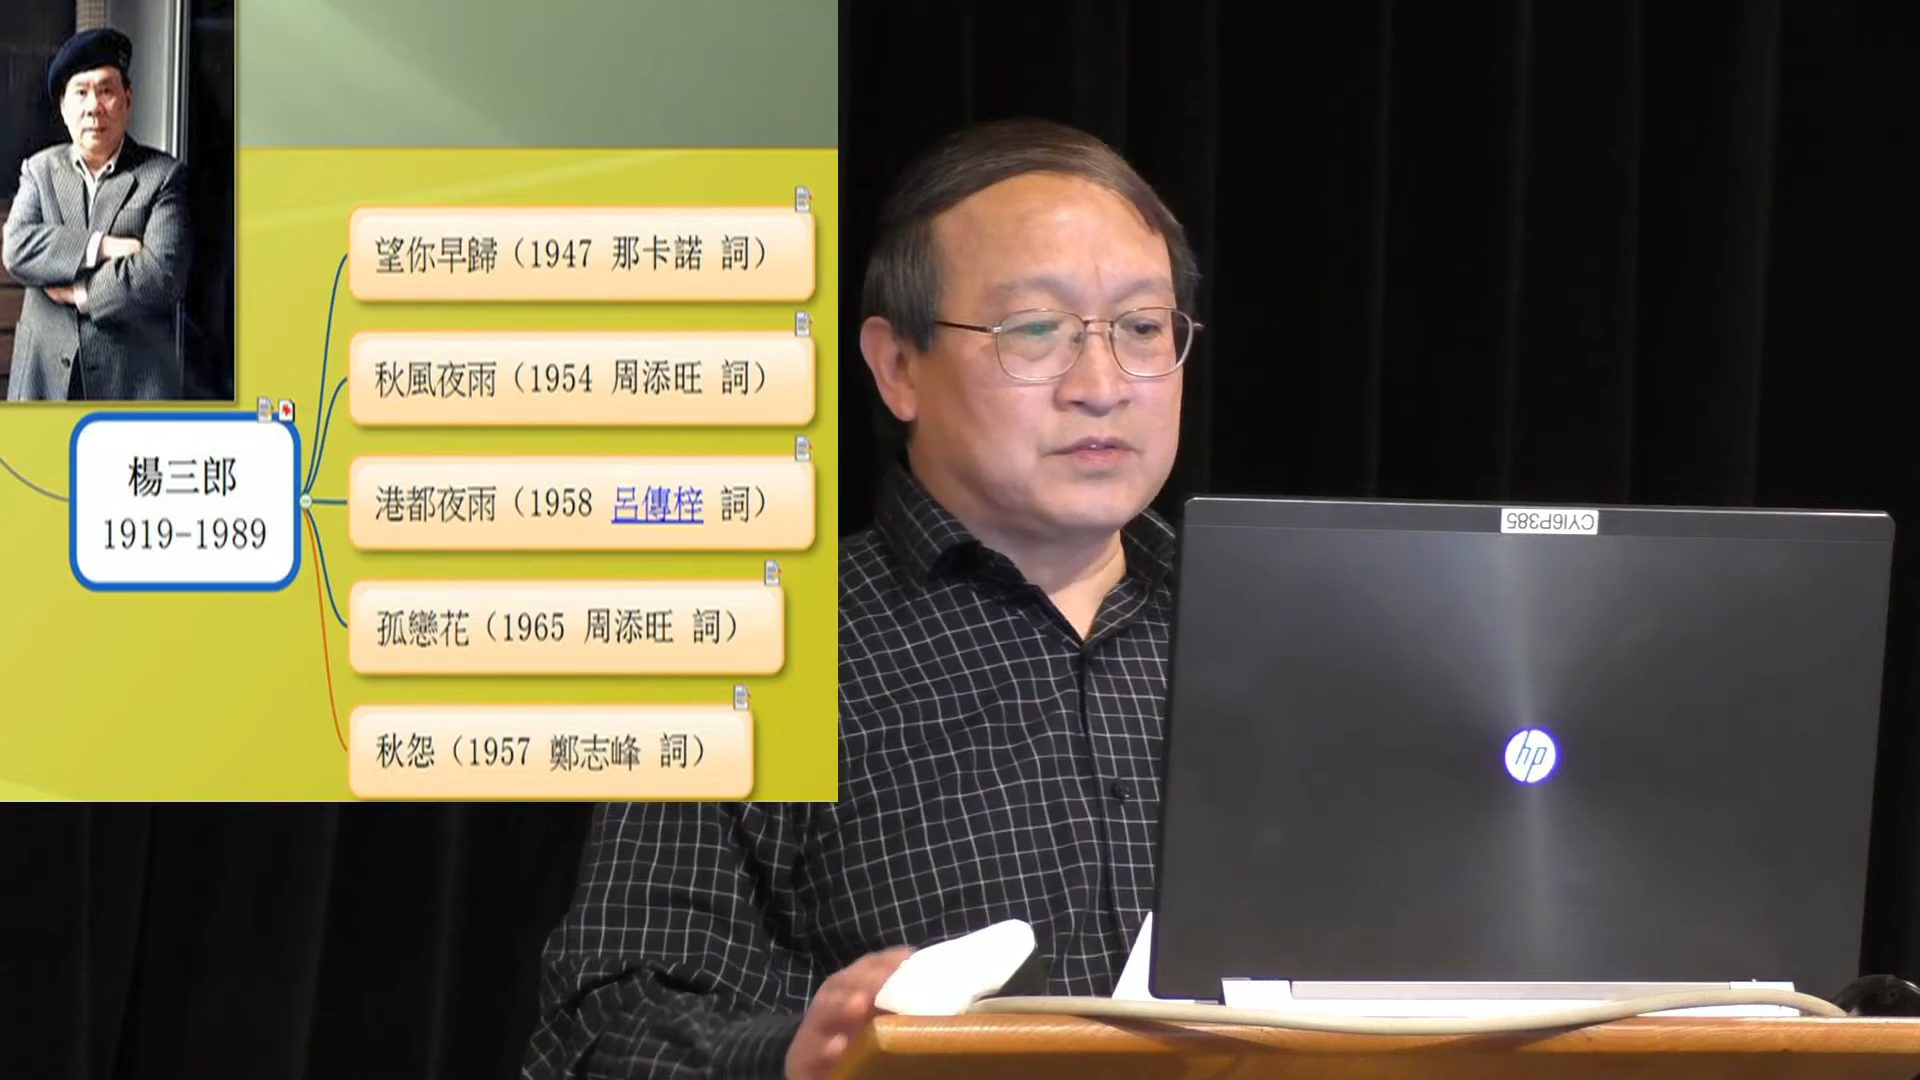 望你早歸（1947 那卡諾 詞）
秋風夜雨（1954 周添旺 詞）
港都夜雨（1958 呂傳梓 詞）
孤戀花（1965 周添旺 詞）
秋怨（1957 鄭志峰 詞）
楊三郎
1919-1989
CYI6P385
hp